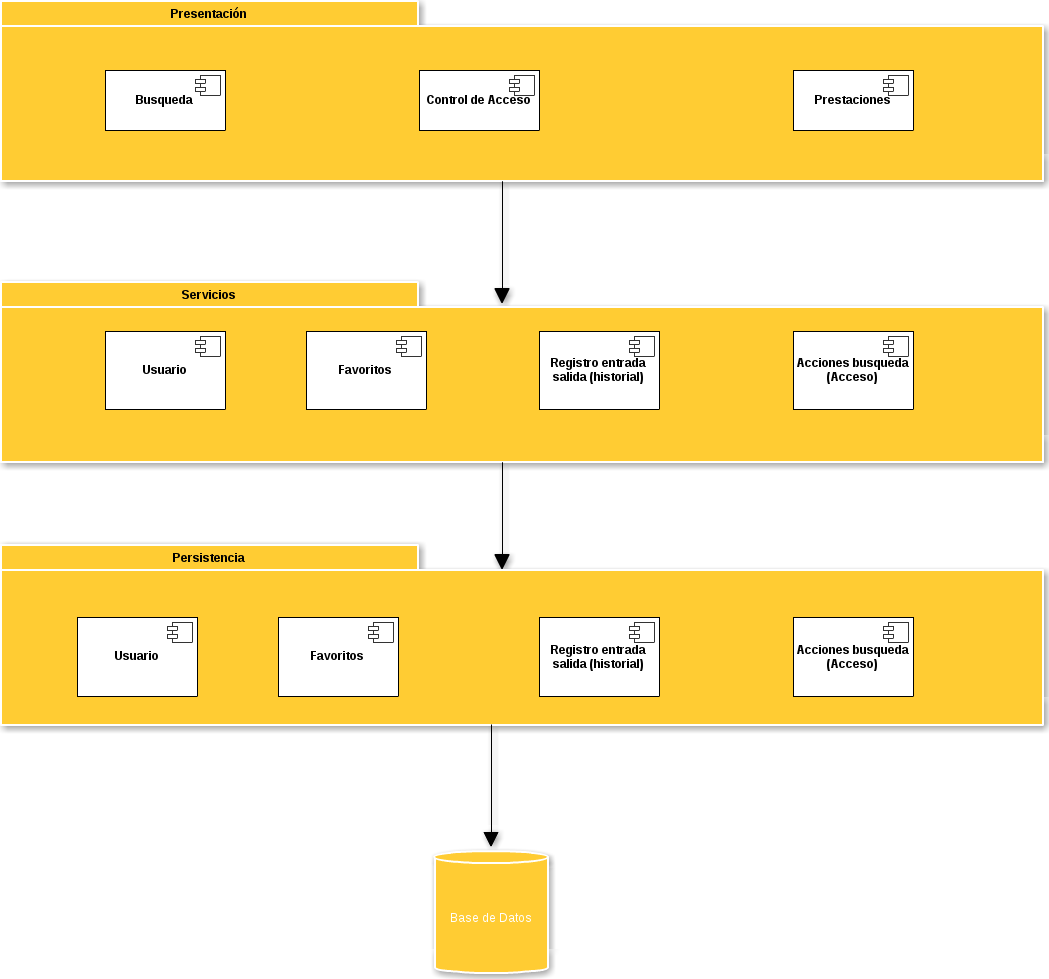 Presentación
Busqueda
Control de Acceso
Prestaciones
Servicios
Usuario
Favoritos
Registro entrada
salida (historial)
Acciones busqueda
(Acceso)
Persistencia
Usuario
Favoritos
Registro entrada
salida (historial)
Acciones busqueda
(Acceso)
Base de Datos